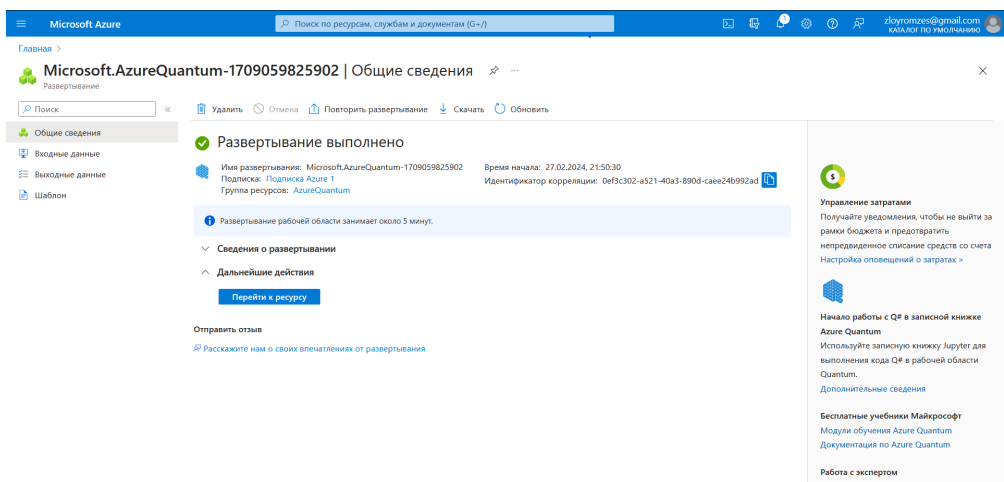 Microsoft Azure
Поиск по ресурсам, службам и документам (G+/)
1
zloyromzes@gmail.com
КАТАЛОГ ПО УМОЛЧАНИЮ
Главная >
Microsoft.AzureQuantum-1709059825902 | Общие сведения
Развертывание
Поиск
Удалить Отмена Повторить развертывание Скачать Обновить
Общие сведения
Входные данные
Выходные данные
Шаблон
Развертывание выполнено
Имя развертывания: Microsoft.AzureQuantum-1709059825902
Подписка: Подписка Azure 1
Группа ресурсов: AzureQuantum
Время начала: 27.02.2024, 21:50:30
Идентификатор корреляции: 0ef3c302-a521-40a3-890d-caee24b992ad
Развертывание рабочей области занимает около 5 минут.
Сведения о развертывании
Дальнейшие действия
Перейти к ресурсу
Отправить отзыв
Расскажите нам о своих впечатлениях от развертывания
$
Управление затратами
Получайте уведомления, чтобы не выйти за
рамки бюджета и предотвратить
непредвиденное списание средств со счета
Настройка оповещений о затратах >
Начало работы с Q# в записной книжке
Azure Quantum
Используйте записную книжку Jupyter для
выполнения кода Q# в рабочей области
Quantum.
Дополнительные сведения
Бесплатные учебники Майкрософт
Модули обучения Azure Quantum
Документация по Azure Quantum
Работа с экспертом